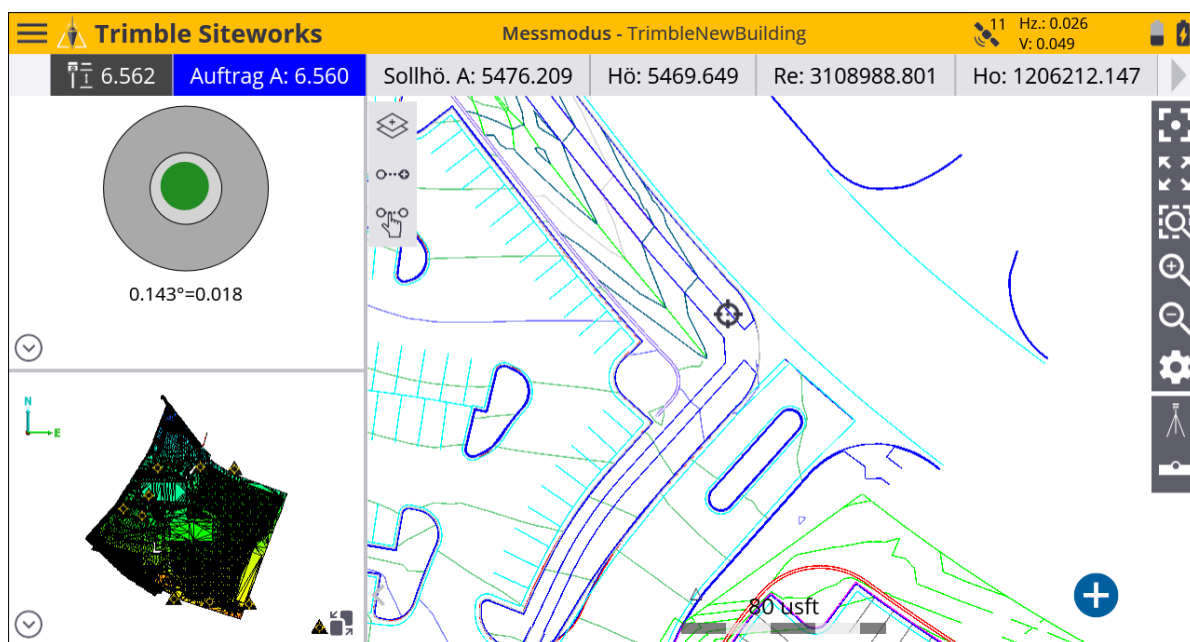 Trimble Siteworks
Messmodus - TrimbleNewBuilding
11
Hz.: 0.026
V: 0.049
6.562
Auftrag A: 6.560
Sollhö. A: 5476.209
Hö: 5469.649
Re: 3108988.801
Ho: 1206212.147
0.143°=0.018
N
E
80 usft